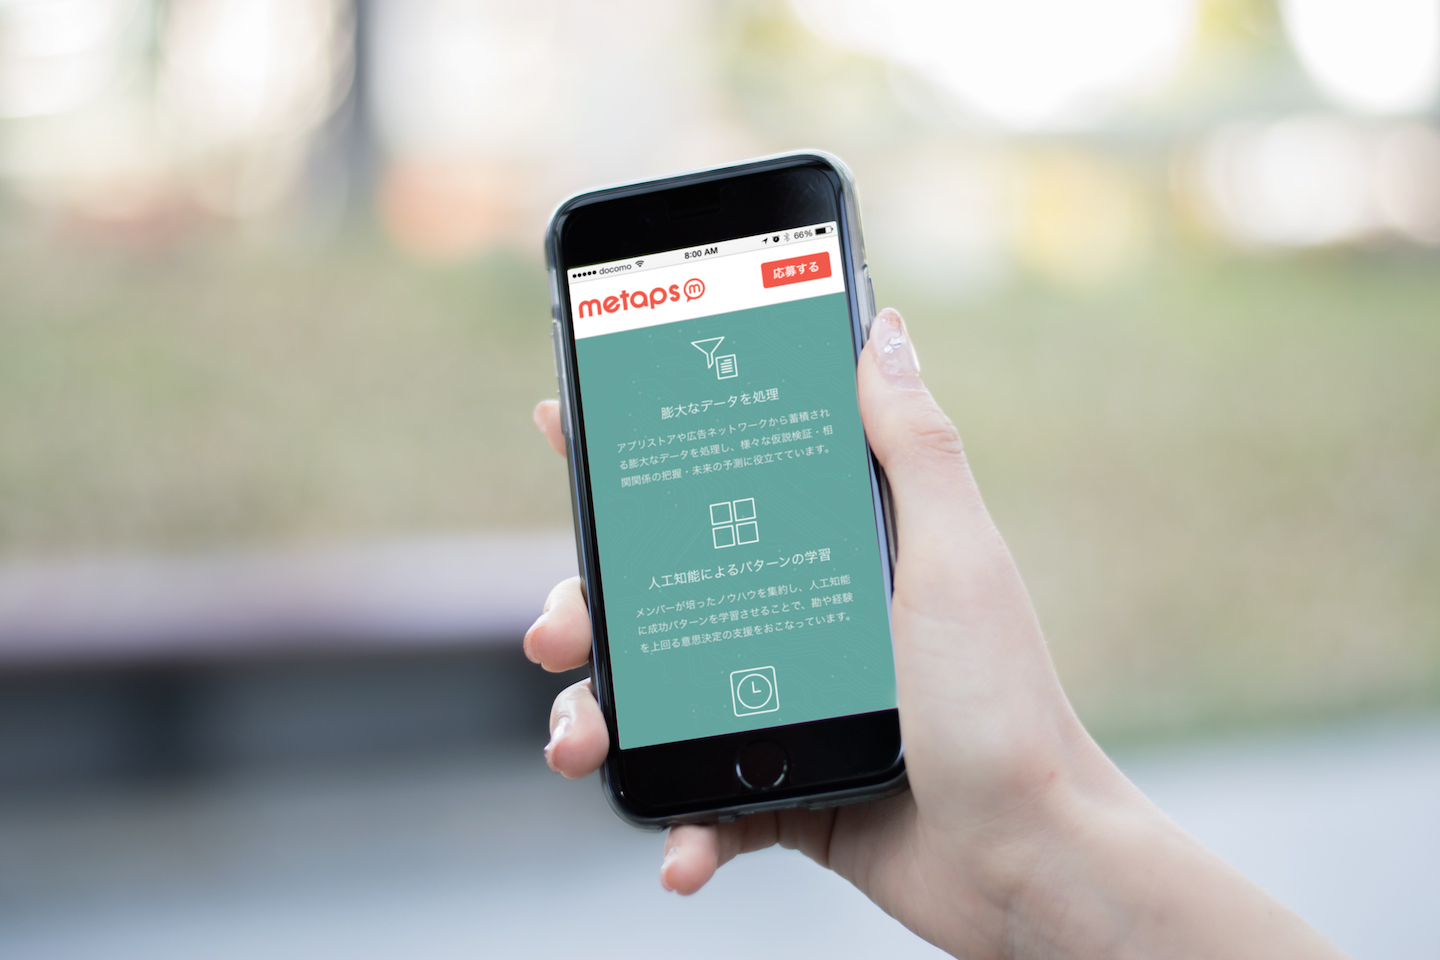 docomo 8:00 AM 66%
metaps m 応募する
膨大なデータを処理
アプリストアや広告ネットワークから蓄積され
る膨大なデータを処理し、様々な仮説検証・相
関関係の把握・未来の予測に役立てています。
人工知能によるパターンの学習
メンバーが培ったノウハウを集約し、人工知能
に成功パターンを学習させることで、勘や経験
を上回る意思決定の支援をおこなっています。